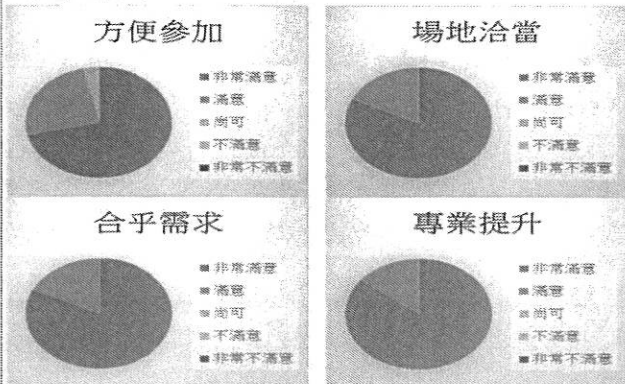 方便參加
非常滿意
滿意
尚可
不滿意
非常不滿意
場地洽當
非常滿意
滿意
尚可
不滿意
非常不滿意
合乎需求
非常滿意
滿意
尚可
不滿意
非常不滿意
專業提升
非常滿意
滿意
尚可
不滿意
非常不滿意